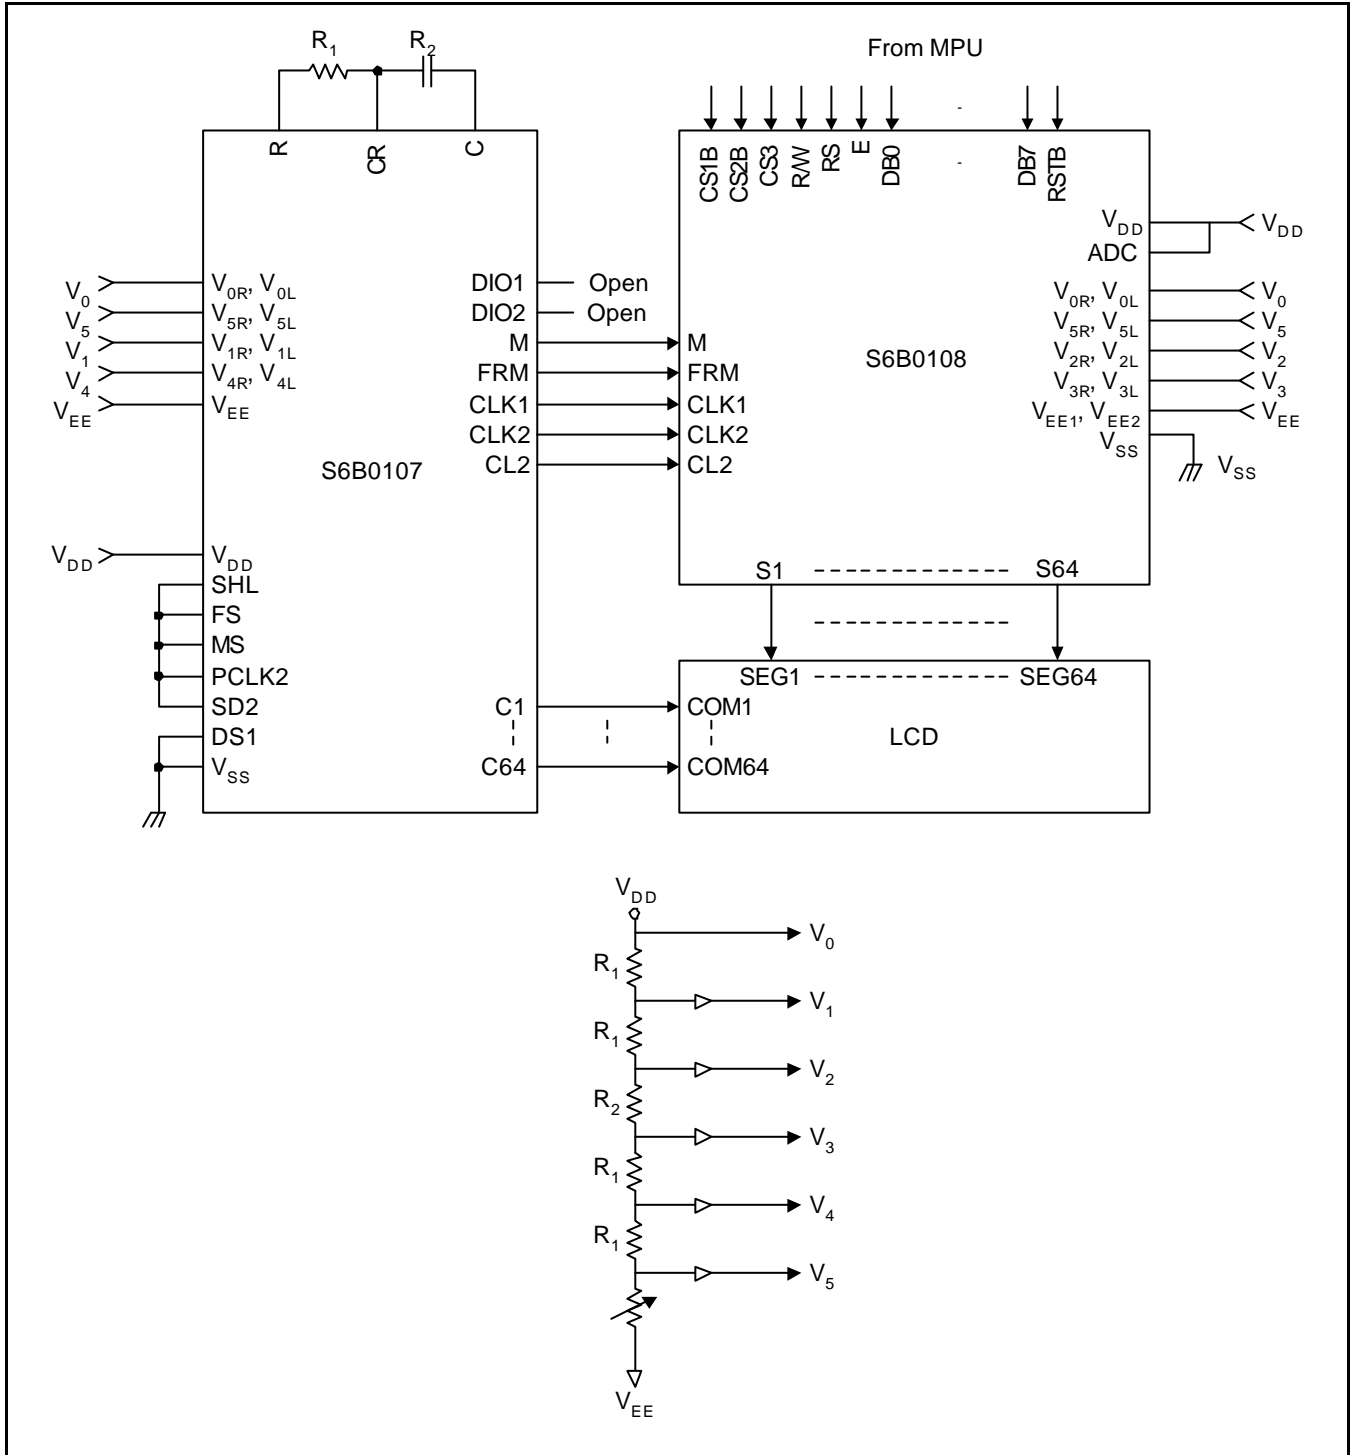 R1 R2
From MPU
R CR C
CS1B CS2B CS3 R/W RS E DB0 - DB7 RSTB
VDD
ADC
VDD
V0 V0R, V0L
V5 V5R, V5L
V1 V1R, V1L
V4 V4R, V4L
VEE VEE
DIO1 Open
DIO2 Open
M M
FRM FRM
CLK1 CLK1
CLK2 CLK2
CL2 CL2
S6B0107
S6B0108
V0R, V0L V0
V5R, V5L V5
V2R, V2L V2
V3R, V3L V3
VEE1, VEE2 VEE
VSS VSS
VDD VDD
SHL
FS
MS
PCLK2
SD2
DS1
VSS
S1 S64
SEG1 SEG64
C1 COM1
LCD
C64 COM64
VDD
V0
R1
V1
R1
V2
R2
V3
R1
V4
R1
V5
VEE